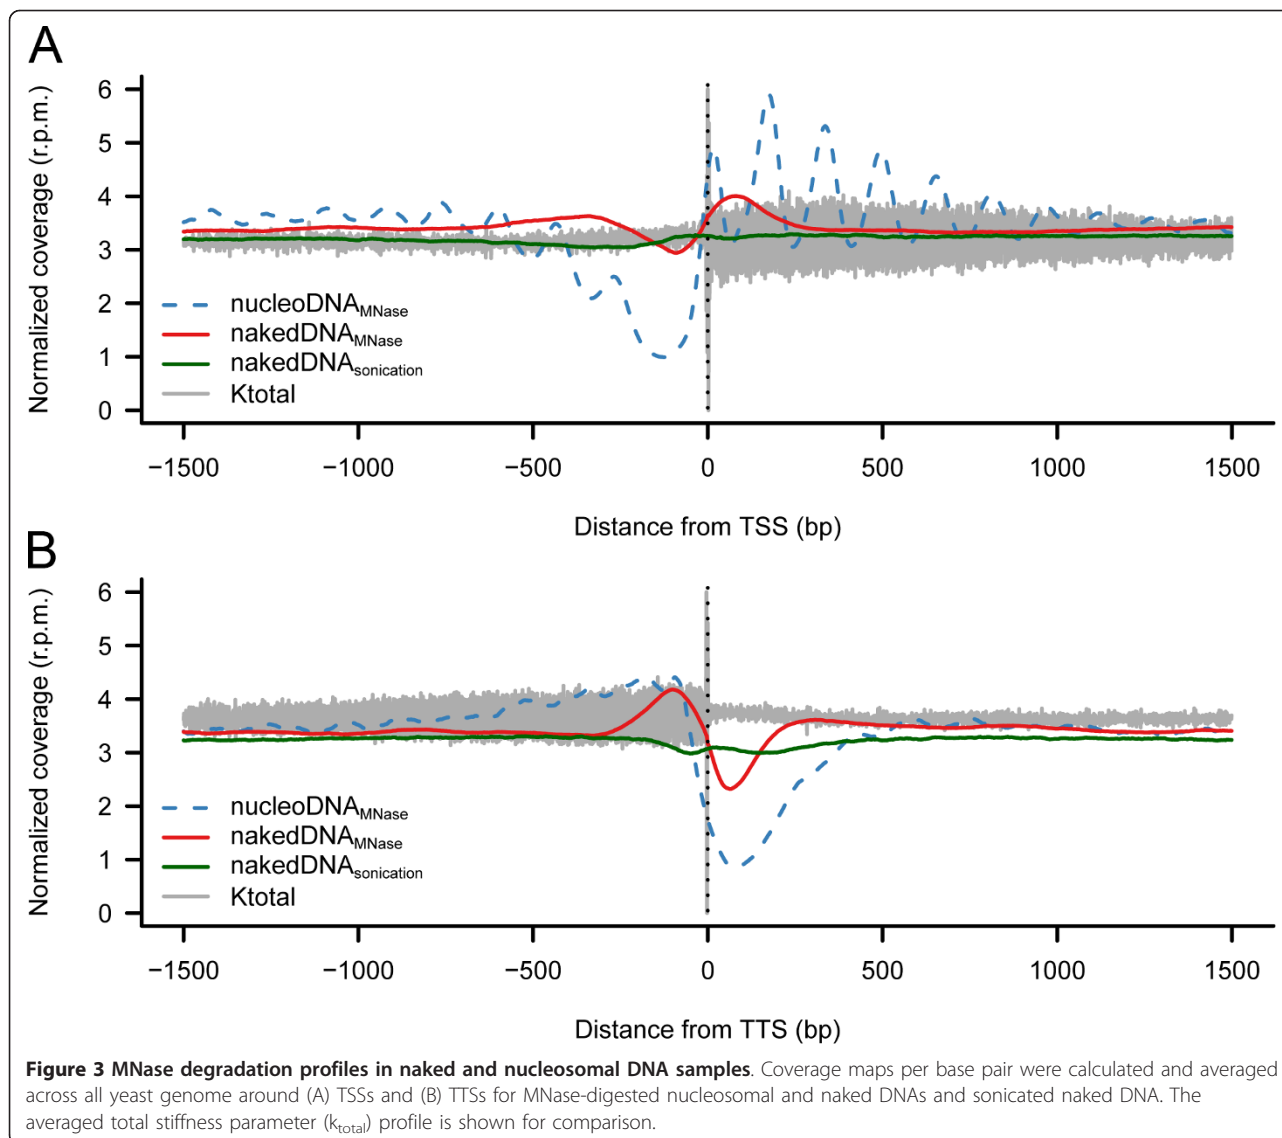 A
Normalized coverage (r.p.m.)
6
5
4
3
2
1
0
nucleoDNAMNase
nakedDNAMNase
nakedDNAsonication
Ktotal
−1500 −1000 −500 0 500 1000 1500
Distance from TSS (bp)
B
Normalized coverage (r.p.m.)
6
5
4
3
2
1
0
nucleoDNAMNase
nakedDNAMNase
nakedDNAsonication
Ktotal
−1500 −1000 −500 0 500 1000 1500
Distance from TTS (bp)
Figure 3 MNase degradation profiles in naked and nucleosomal DNA samples. Coverage maps per base pair were calculated and averaged
across all yeast genome around (A) TSSs and (B) TTSs for MNase-digested nucleosomal and naked DNAs and sonicated naked DNA. The
averaged total stiffness parameter (ktotal) profile is shown for comparison.